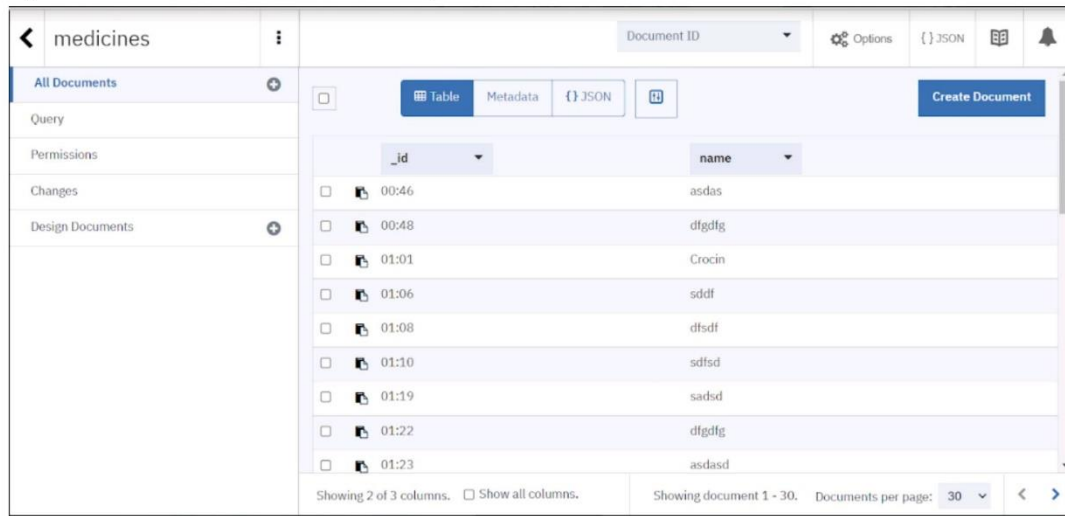 medicines
Document ID
Options
{ } JSON
All Documents
Query
Permissions
Changes
Design Documents
Table
Metadata
{} JSON
Create Document
_id name
00:46 asdas
00:48 dfgdfg
01:01 Crocin
01:06 sddf
01:08 dfsdf
01:10 sdfsd
01:19 sadsd
01:22 dfgdfg
01:23 asdasd
Showing 2 of 3 columns. Show all columns. Showing document 1 - 30. Documents per page: 30